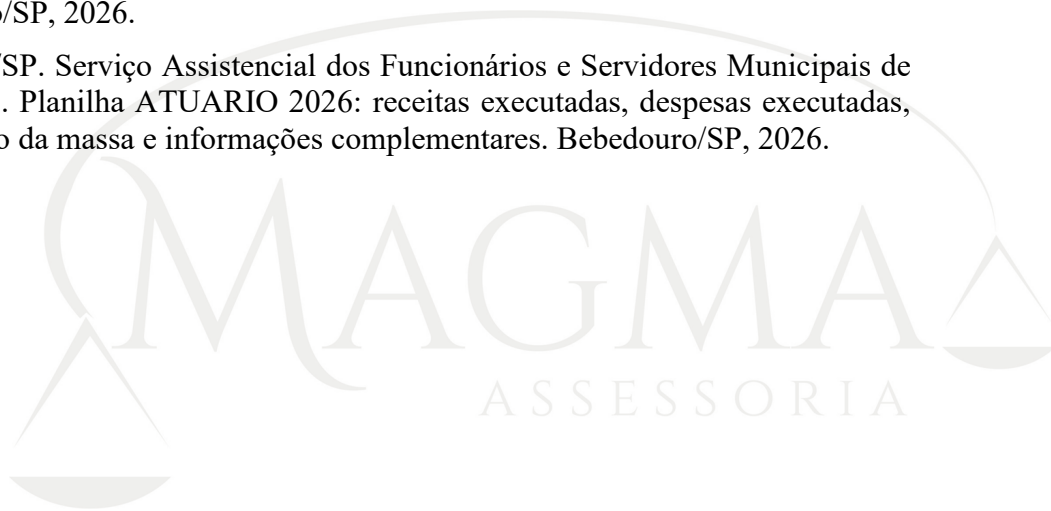 o/SP, 2026.
/SP. Serviço Assistencial dos Funcionários e Servidores Municipais de
. Planilha ATUARIO 2026: receitas executadas, despesas executadas,
o da massa e informações complementares. Bebedouro/SP, 2026.
MAGMA
ASSESSORIA